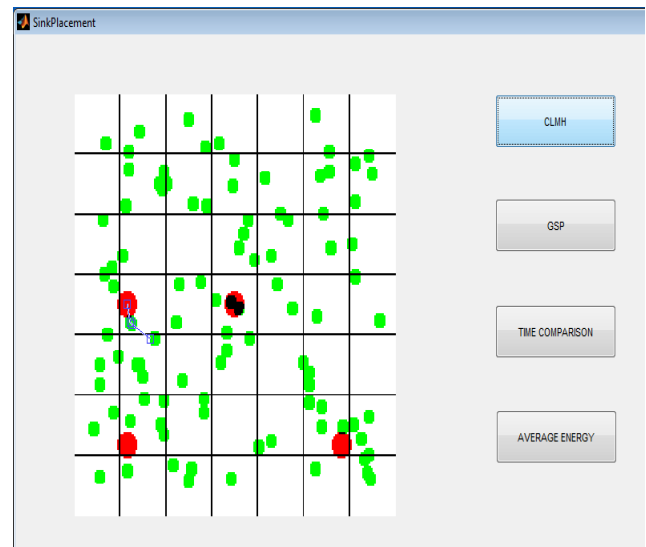 SinkPlacement
CLMH
GSP
TIME COMPARISON
AVERAGE ENERGY